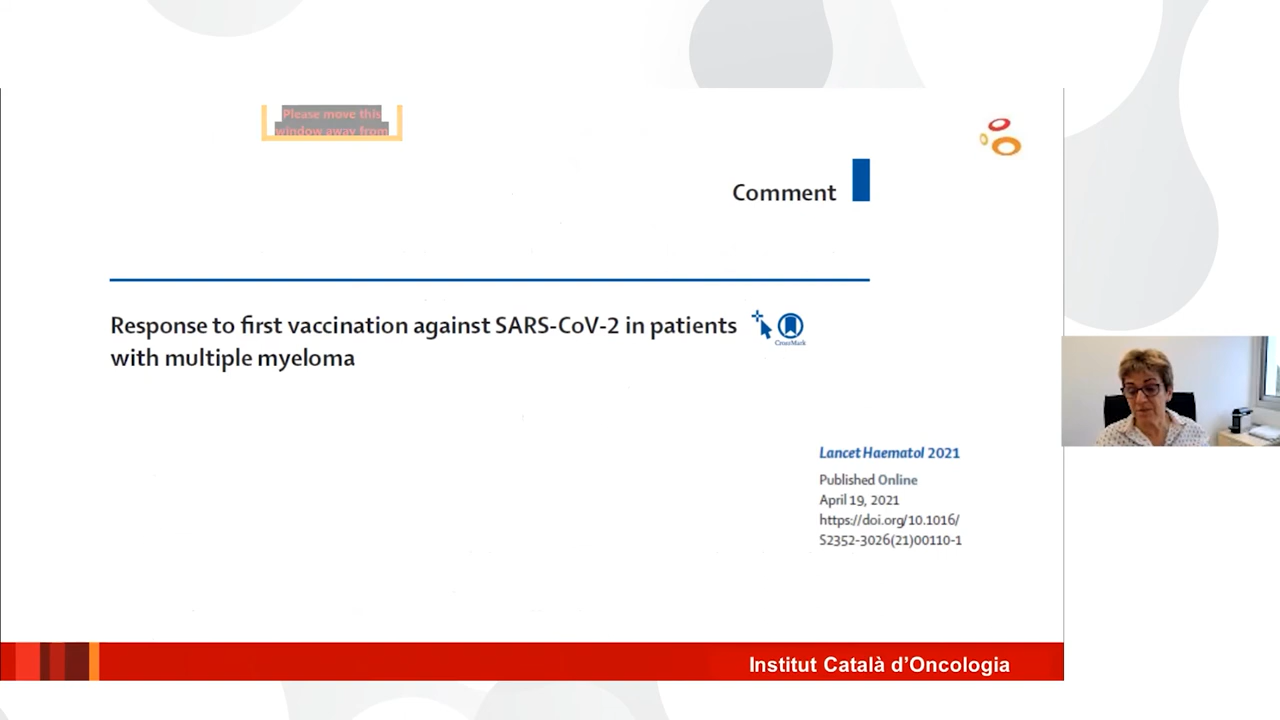 Please move this
window away from
Comment
Response to first vaccination against SARS-CoV-2 in patients
with multiple myeloma
CrossMark
Lancet Haematol 2021
Published Online
April 19, 2021
https://doi.org/10.1016/
S2352-3026(21)00110-1
Institut Català d’Oncologia